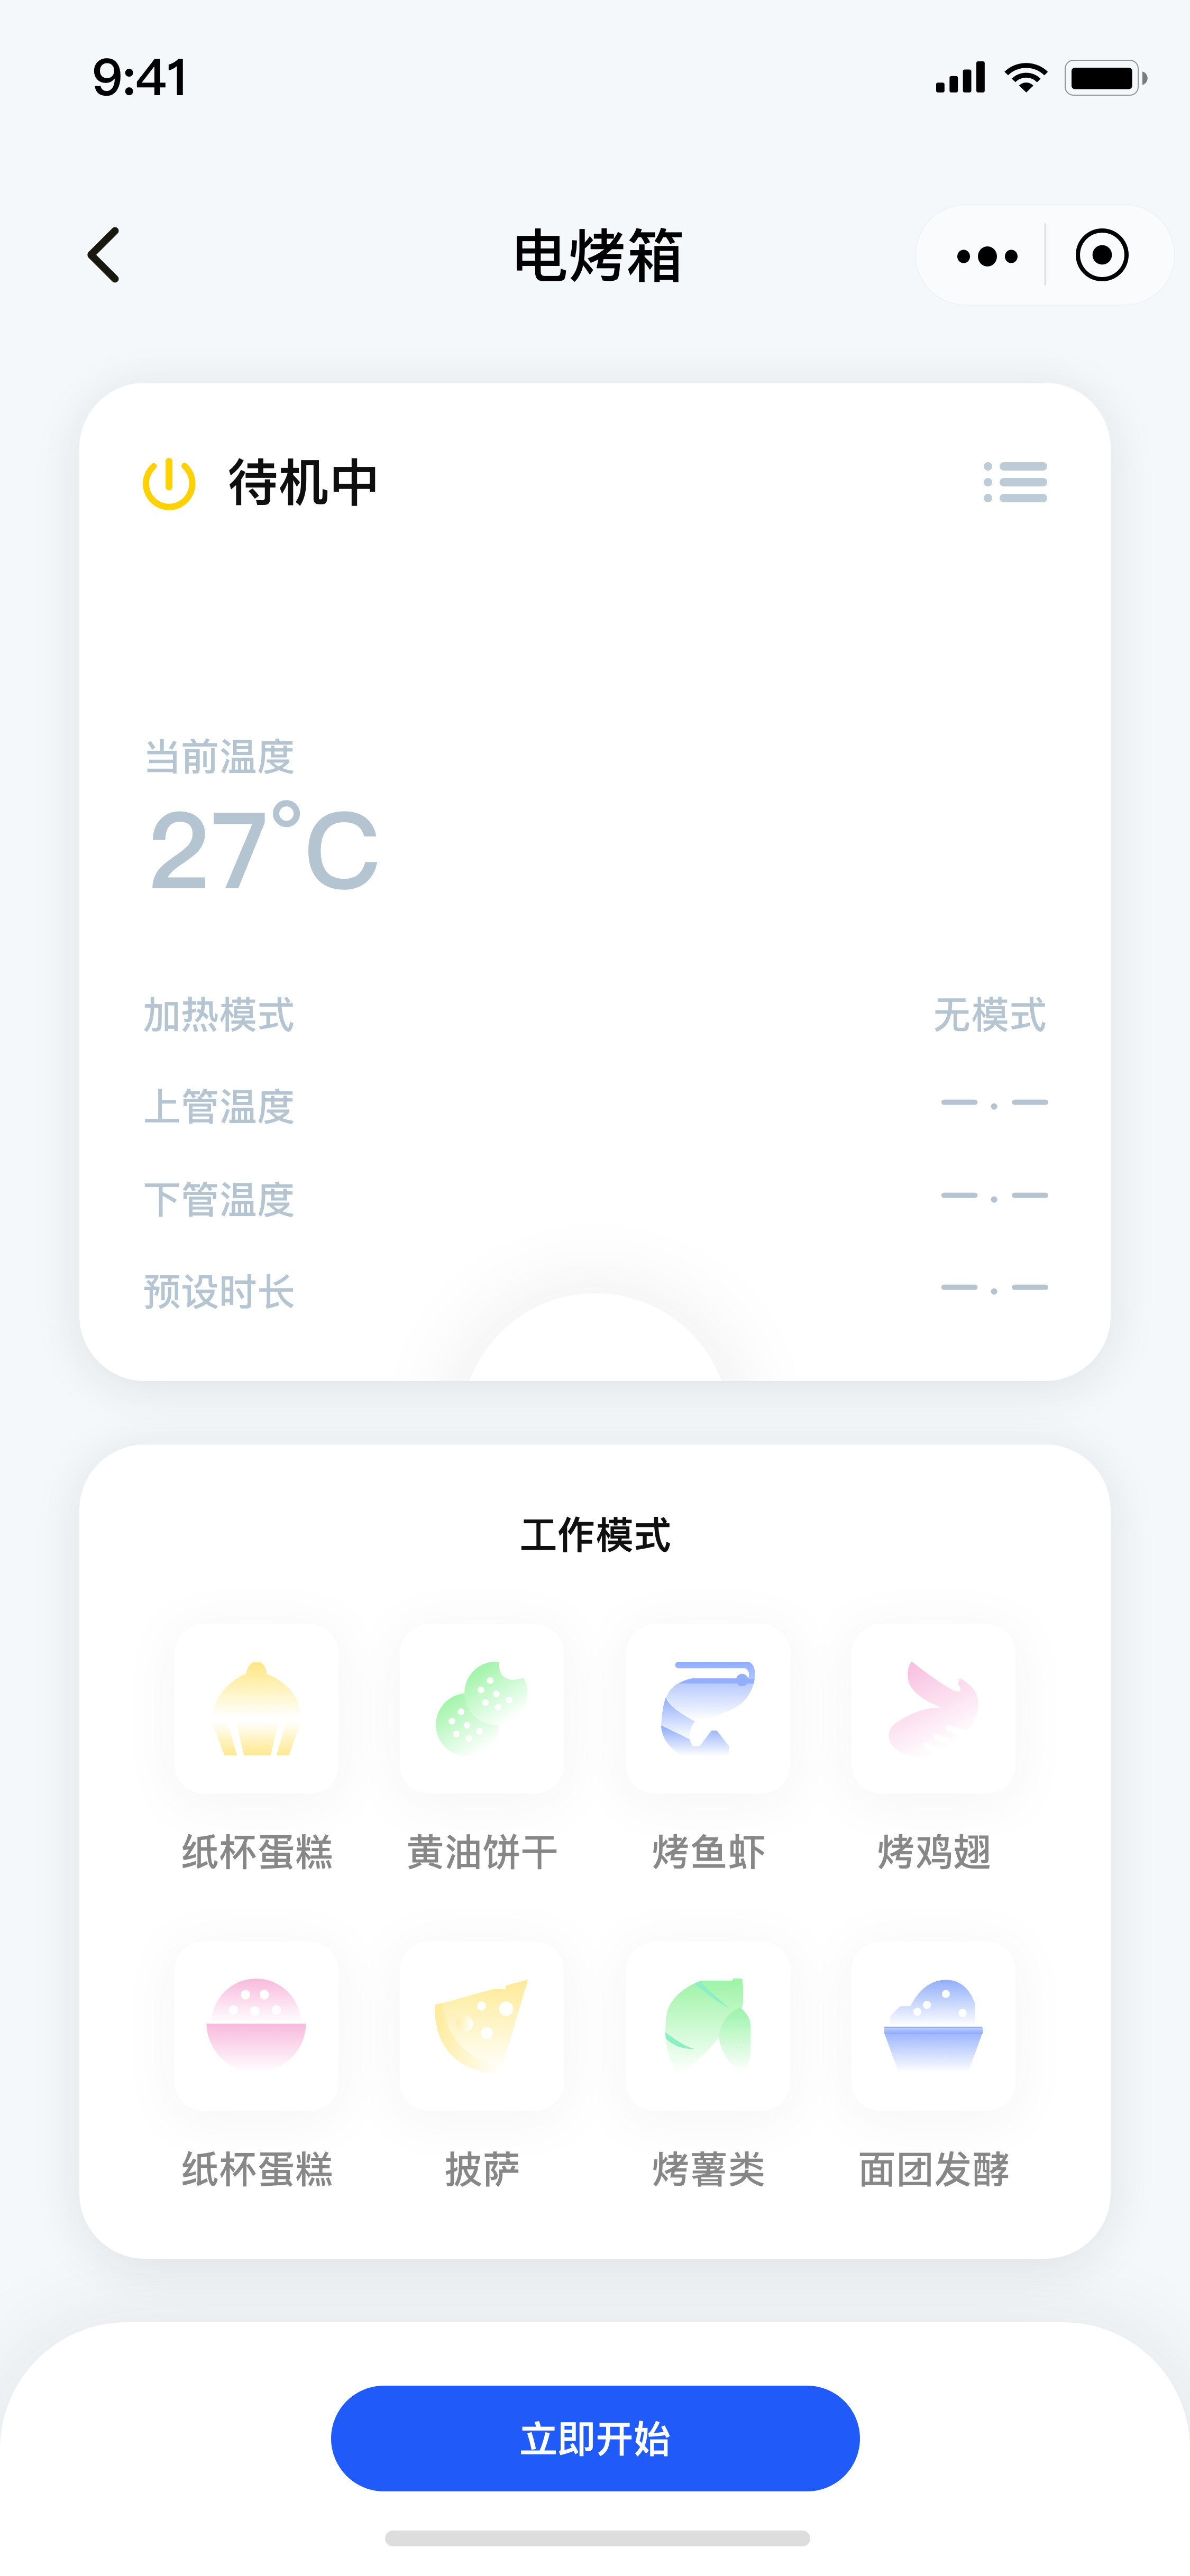 9:41
电烤箱
待机中
当前温度
27°C
加热模式 无模式
上管温度 — . —
下管温度 — . —
预设时长 — . —
工作模式
纸杯蛋糕 黄油饼干 烤鱼虾 烤鸡翅
纸杯蛋糕 披萨 烤薯类 面团发酵
立即开始